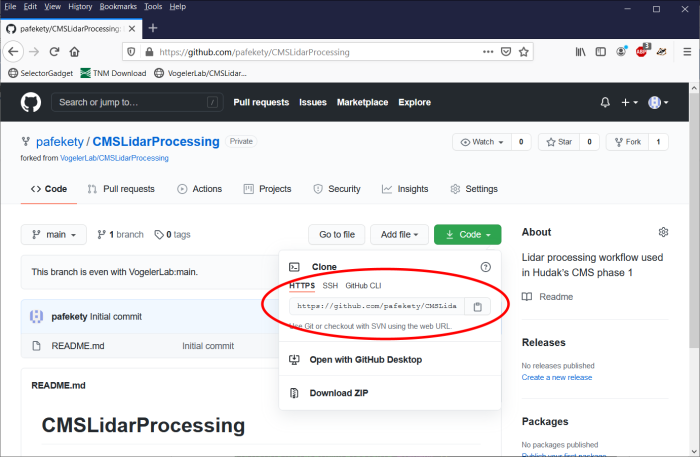 File Edit View History Bookmarks Tools Help
pafekety/CMSLidarProcessing:
https://github.com/pafekety/CMSLidarProcessing
3
SelectorGadget TNM Download VogelerLab/CMSLidar...
Search or jump to… /
Pull requests Issues Marketplace Explore
pafekety / CMSLidarProcessing Private
Watch 0 Star 0 Fork 1
forked from VogelerLab/CMSLidarProcessing
Code Pull requests Actions Projects Security Insights Settings
main 1 branch 0 tags Go to file Add file Code
About
This branch is even with VogelerLab:main.
Lidar processing workflow used
in Hudak's CMS phase 1
Readme
Clone
HTTPS SSH GitHub CLI
https://github.com/pafekety/CMSLida
Use Git or checkout with SVN using the web URL.
pafekety Initial commit
README.md Initial commit
Open with GitHub Desktop
Download ZIP
Releases
No releases published
Create a new release
README.md
CMSLidarProcessing
Packages
No packages published
Publish your first package